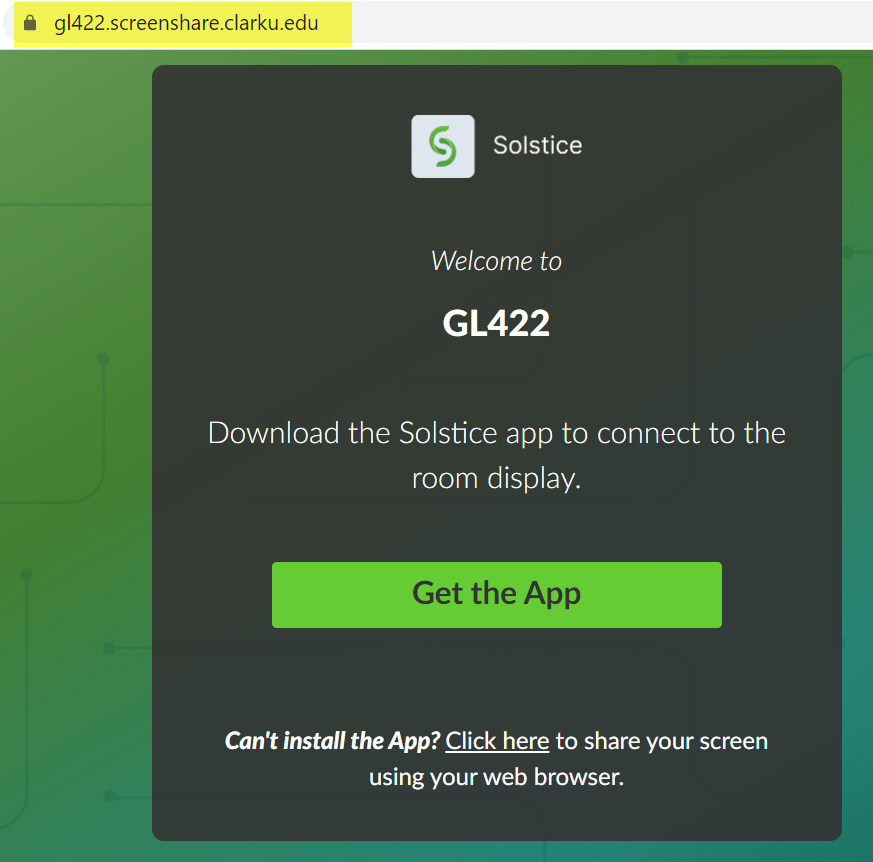 gl422.screenshare.clarku.edu
Solstice
Welcome to
GL422
Download the Solstice app to connect to the
room display.
Get the App
Can't install the App? Click here to share your screen
using your web browser.